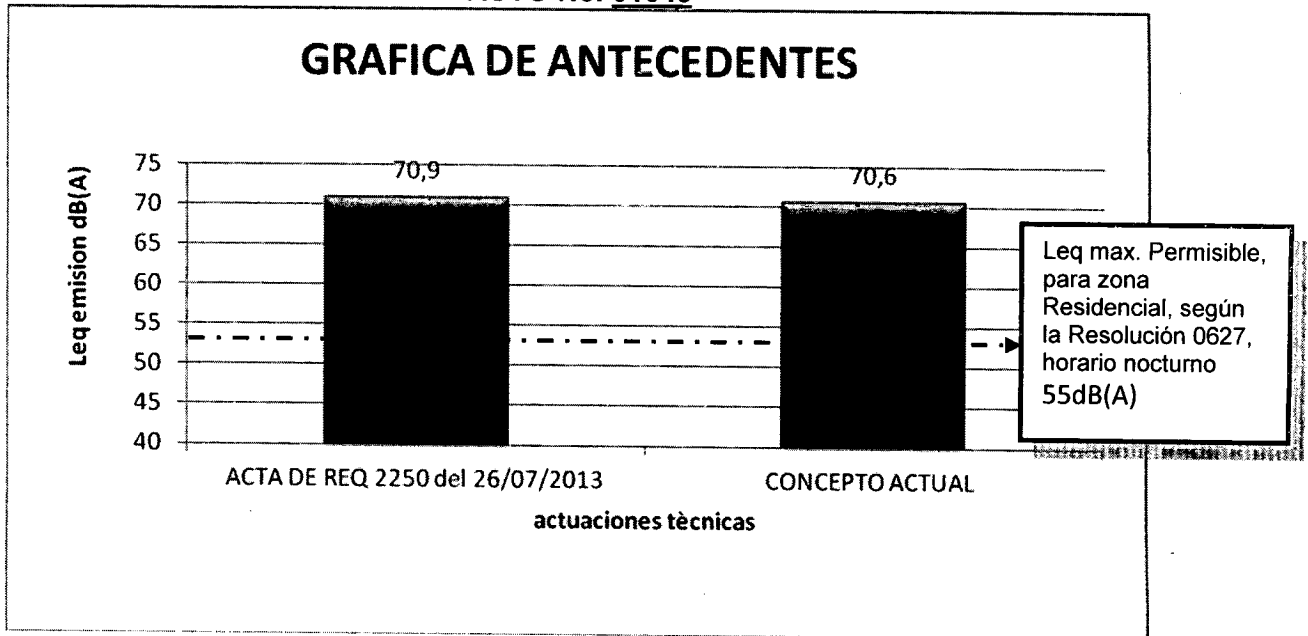 GRAFICA DE ANTECEDENTES
Leq emision dB(A)
75
70
65
60
55
50
45
40
70,9
70,6
Leq max. Permisible,
para zona
Residencial, según
la Resolución 0627,
horario nocturno
55dB(A)
ACTA DE REQ 2250 del 26/07/2013
CONCEPTO ACTUAL
actuaciones tècnicas